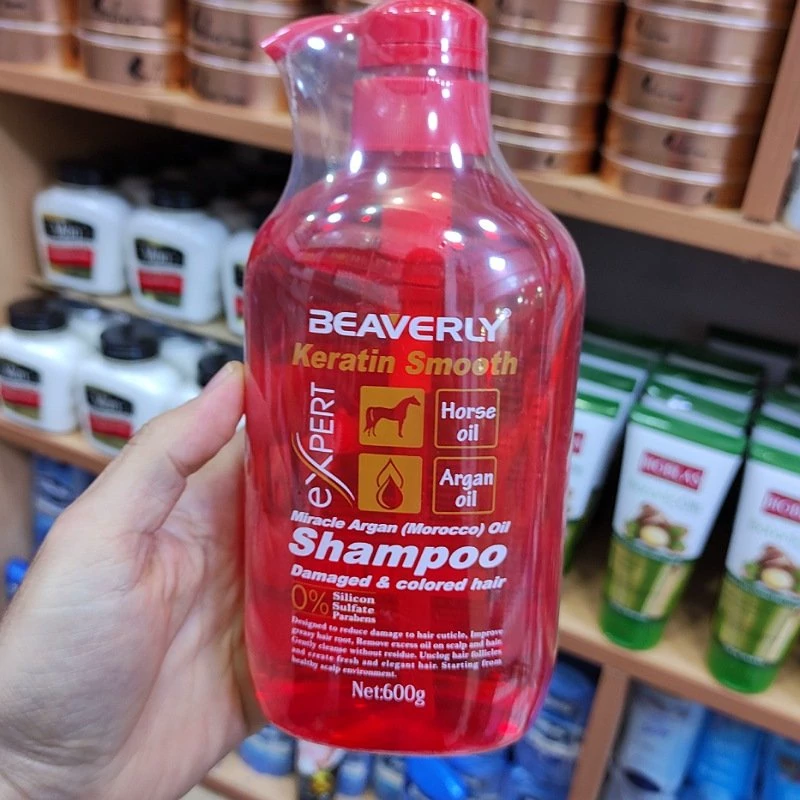 BEAVERLY®
Keratin Smooth
eXPERT
Horse
oil
Argan
oil
Miracle Argan (Morocco) Oil
Shampoo
Damaged & colored hair
0% Silicon
Sulfate
Parabens
Designed to reduce damage to hair cuticle, Improve
greasy hair root, Remove excess oil on scalp and hair.
Gently cleanse without residue. Unclog hair follicles
and create fresh and elegant hair. Starting from
healthy scalp environment.
Net:600g
BIOBLAS